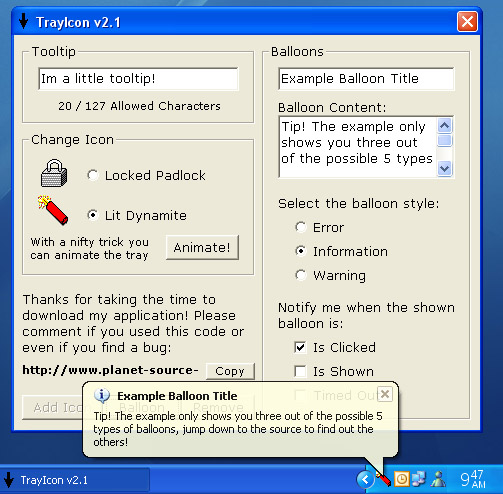 TrayIcon v2.1
Tooltip
Im a little tooltip!
20 / 127 Allowed Characters
Change Icon
Locked Padlock
Lit Dynamite
With a nifty trick you
can animate the tray
Animate!
Thanks for taking the time to
download my application! Please
comment if you used this code or
even if you find a bug:
http://www.planet-source-
Copy
Balloons
Example Balloon Title
Balloon Content:
Tip! The example only
shows you three out
of the possible 5 types
Select the balloon style:
Error
Information
Warning
Notify me when the shown
balloon is:
Is Clicked
Is Shown
Timed Out
Add Icon
Balloon
Remove
Example Balloon Title
Tip! The example only shows you three out of the possible 5
types of balloons, jump down to the source to find out the
others!
TrayIcon v2.1
9:47
AM